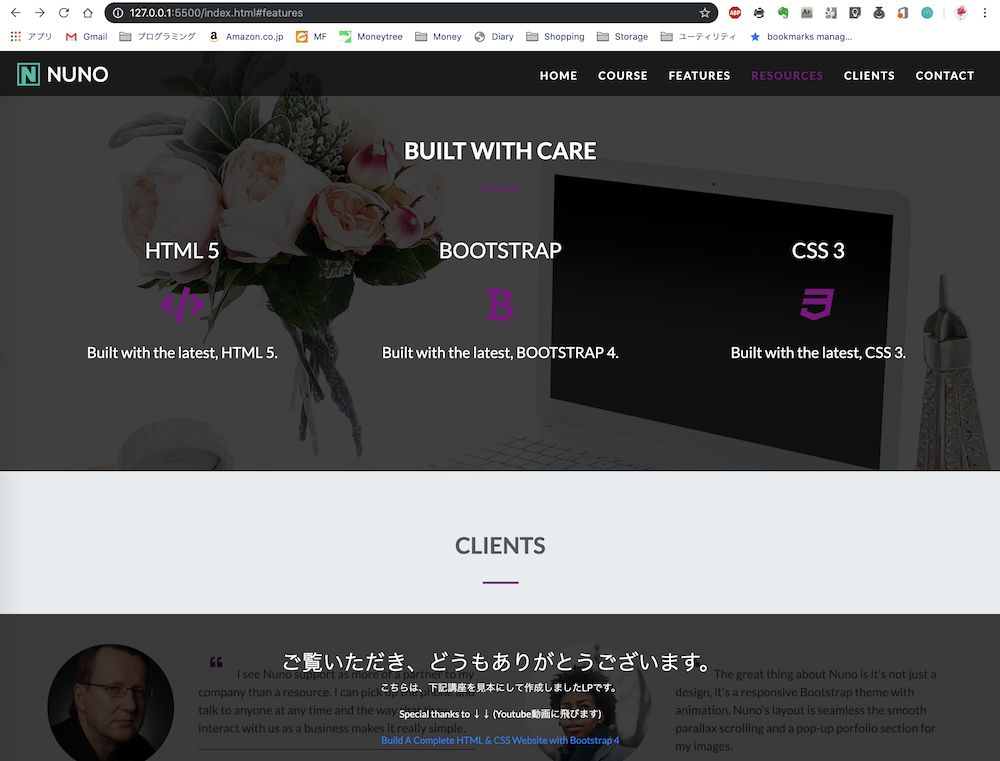 127.0.0.1:5500/index.html#features
ABP
アプリ Gmail プログラミング Amazon.co.jp MF Moneytree Money Diary Shopping Storage ユーティリティ bookmarks manag...
N NUNO
HOME COURSE FEATURES RESOURCES CLIENTS CONTACT
BUILT WITH CARE
HTML 5 BOOTSTRAP CSS 3
Built with the latest, HTML 5. Built with the latest, BOOTSTRAP 4. Built with the latest, CSS 3.
CLIENTS
ご覧いただき、どうもありがとうございます。
こちらは、下記講座を見本にして作成しましたLPです。
Special thanks to ↓↓(Youtube動画に飛びます)
Build A Complete HTML & CSS Website with Bootstrap 4
I see Nuno support as more of a partner to my
company than a resource. I can pick up the phone and
talk to anyone at any time and the way that they
interact with us as a business makes it really simple.
The great thing about Nuno is it's not just a
design, it's a responsive Bootstrap theme with
animation. Nuno's layout is seamless the smooth
parallax scrolling and a pop-up porfolio section for
my images.